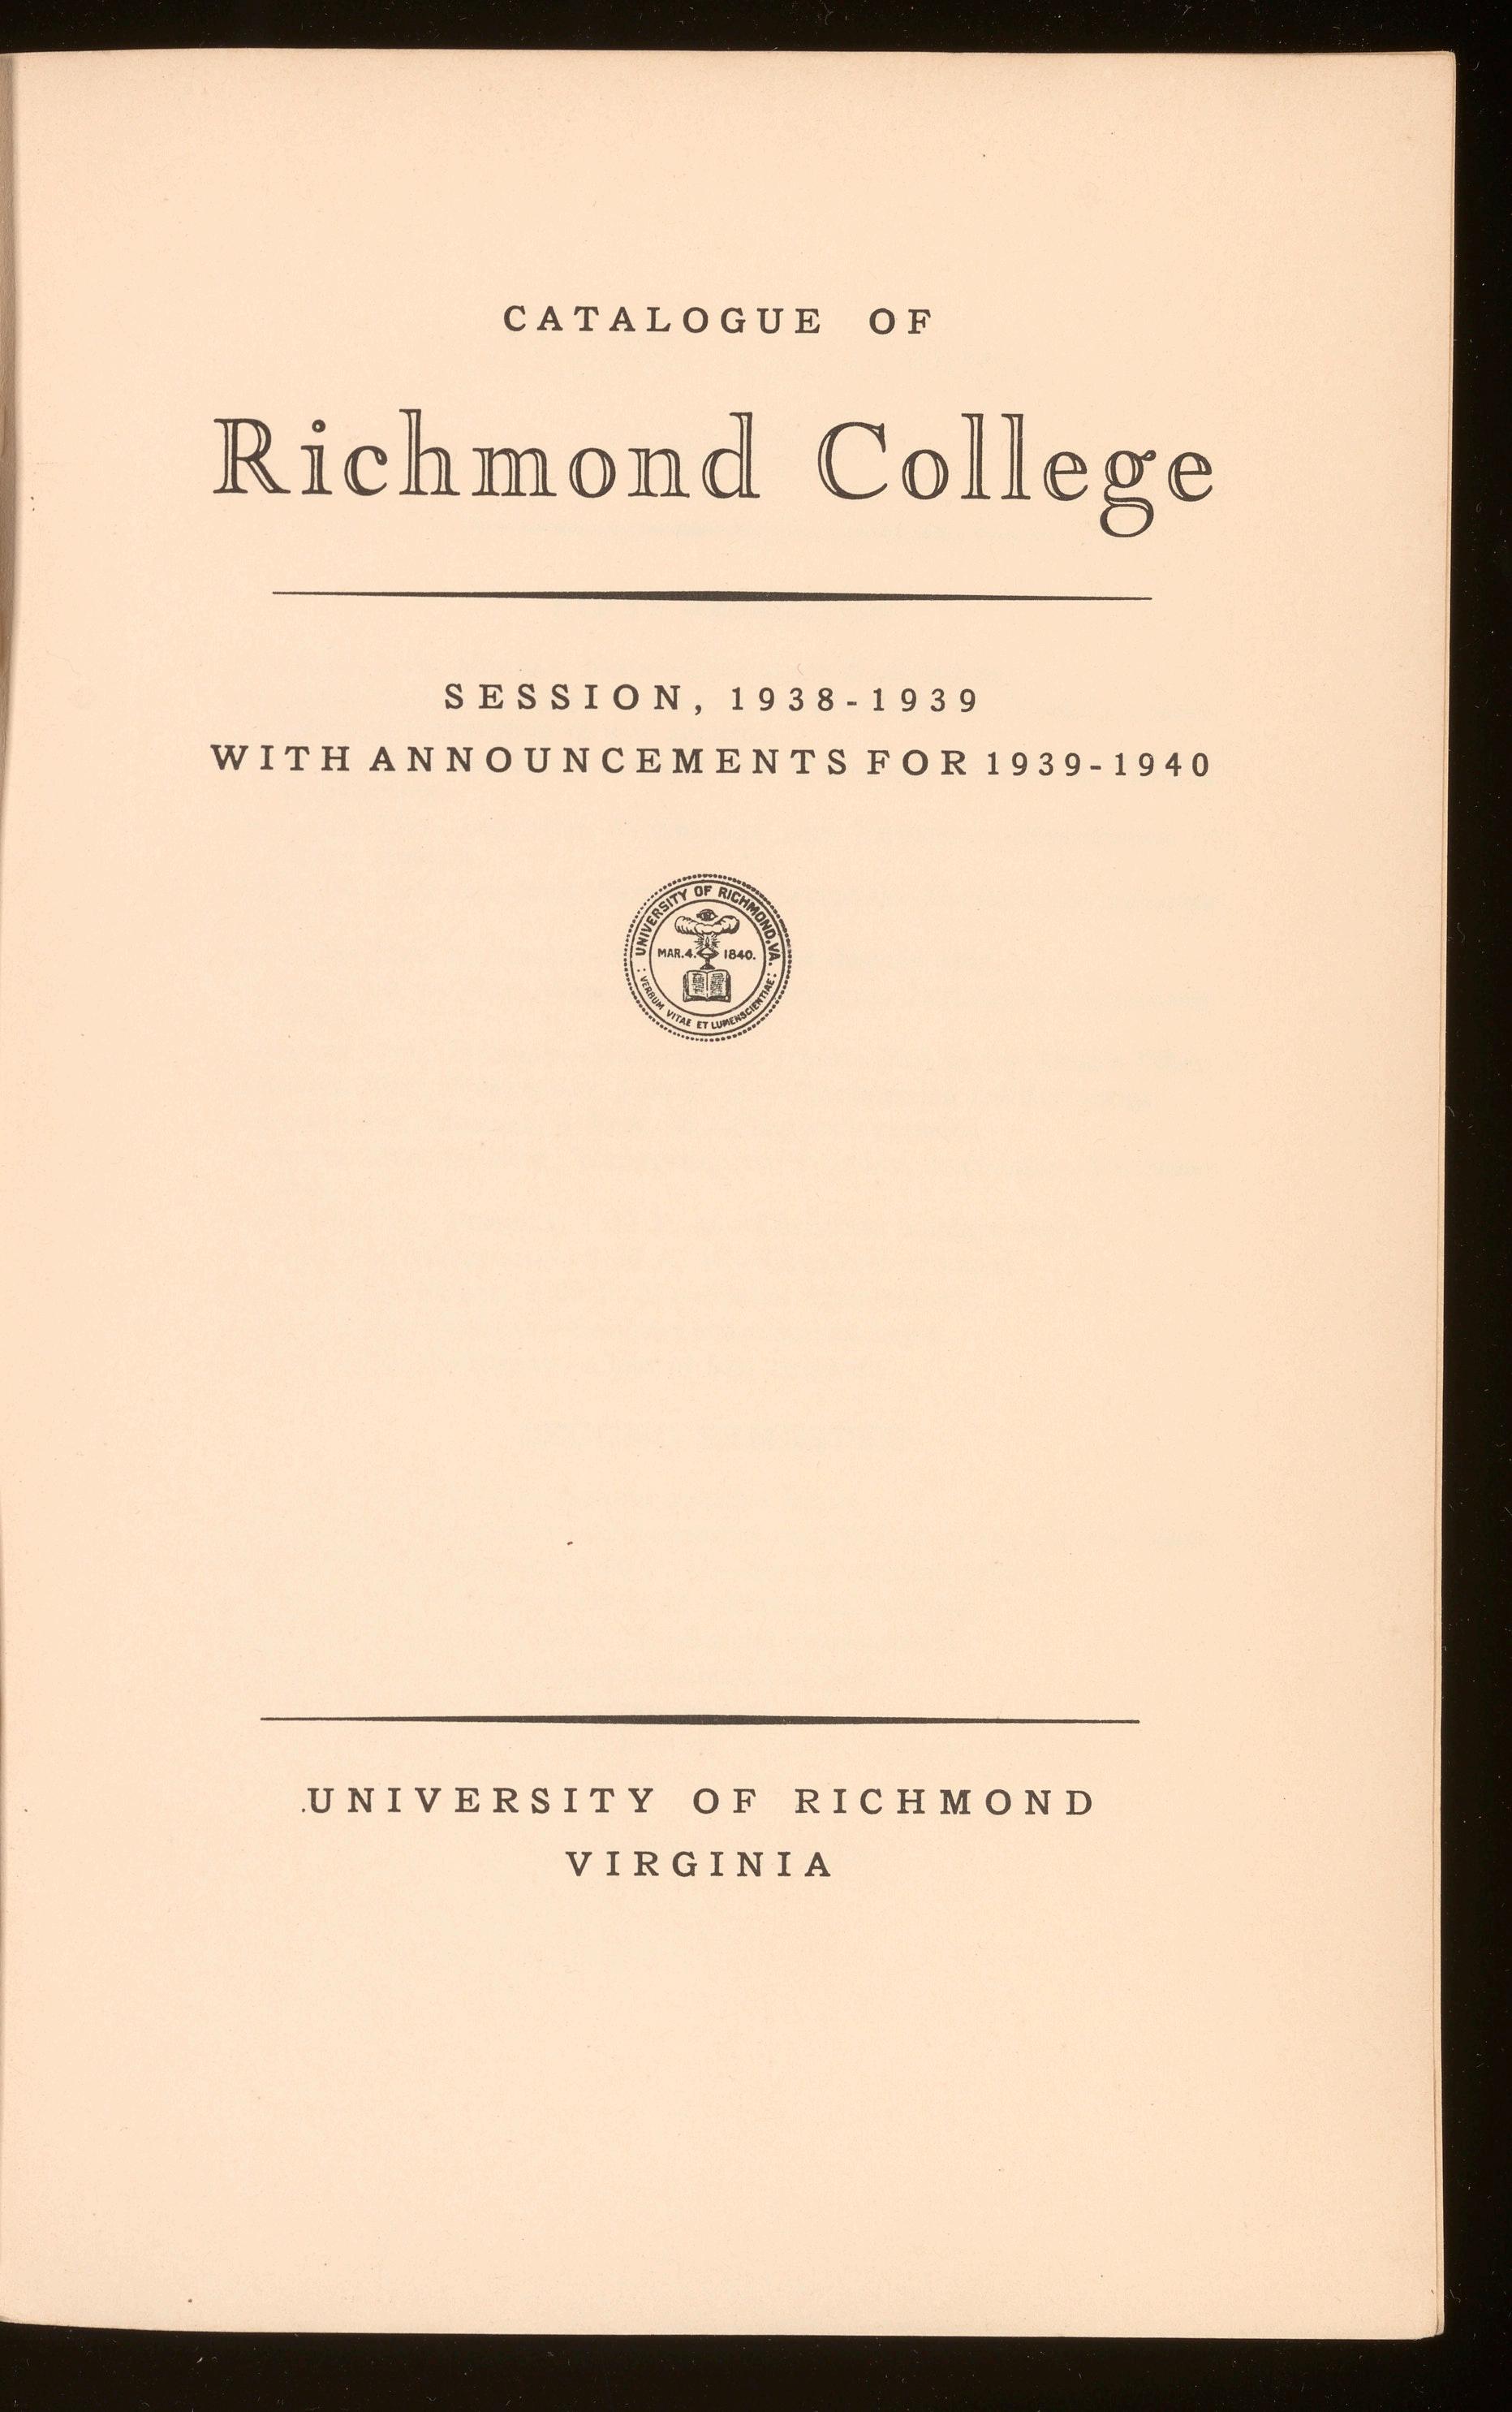 CATALOGUE OF
Richmond College
SESSION, 1938-1939
WITH ANNOUNCEMENTS FOR 1939-1940
UNIVERSITY OF RICHMOND, VA.
MAR. 4. 1840.
: VERBUM VITAE ET LUMEN SCIENTIAE :
UNIVERSITY OF RICHMOND
VIRGINIA